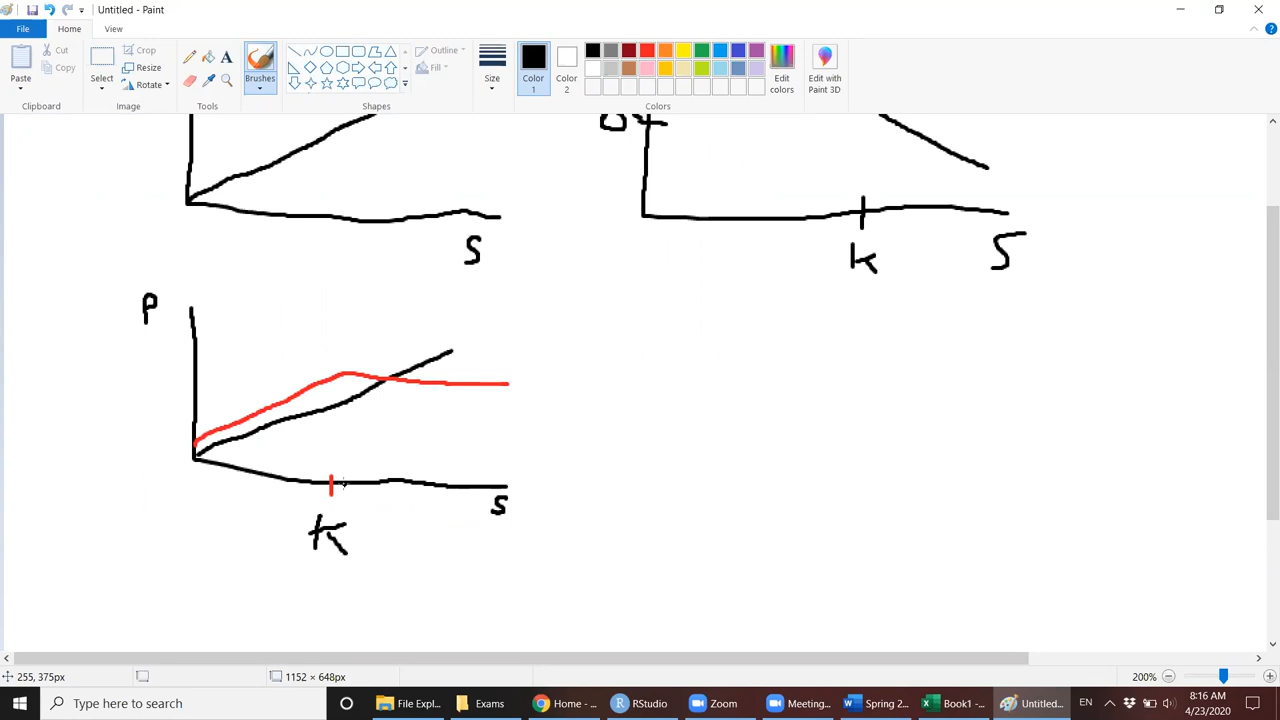 Untitled - Paint
File Home View
Paste
Cut
Copy
Clipboard
Select
Crop
Resize
Rotate
Image
A
Tools
Brushes
Outline
Fill
Shapes
Size
Color 1
Color 2
Edit colors
Colors
Edit with Paint 3D
0
S
K
S
P
S
K
255, 375px
1152 × 648px
200%
Type here to search
File Expl...
Exams
Home - ...
RStudio
Zoom
Meeting...
Spring 2...
Book1 -...
Untitled...
EN
8:16 AM
4/23/2020